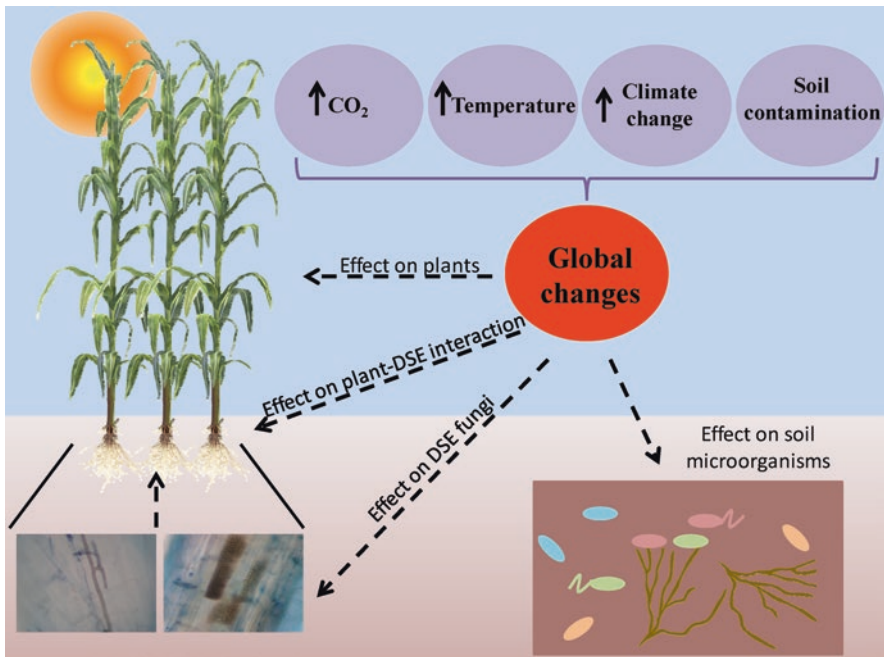 ↑CO₂
↑Temperature
↑ Climate
change
Soil
contamination
Global
changes
Effect on plants
Effect on plant-DSE interaction
Effect on DSE fungi
Effect on soil
microorganisms